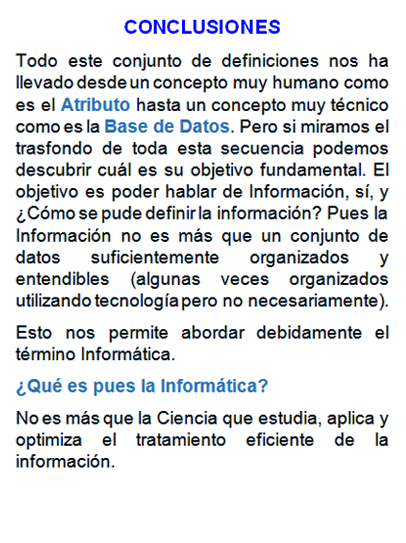 CONCLUSIONES
Todo este conjunto de definiciones nos ha
llevado desde un concepto muy humano como
es el Atributo hasta un concepto muy técnico
como es la Base de Datos. Pero si miramos el
trasfondo de toda esta secuencia podemos
descubrir cuál es su objetivo fundamental. El
objetivo es poder hablar de Información, sí, y
¿Cómo se pude definir la información? Pues la
Información no es más que un conjunto de
datos suficientemente organizados y
entendibles (algunas veces organizados
utilizando tecnología pero no necesariamente).
Esto nos permite abordar debidamente el
término Informática.
¿Qué es pues la Informática?
No es más que la Ciencia que estudia, aplica y
optimiza el tratamiento eficiente de la
información.